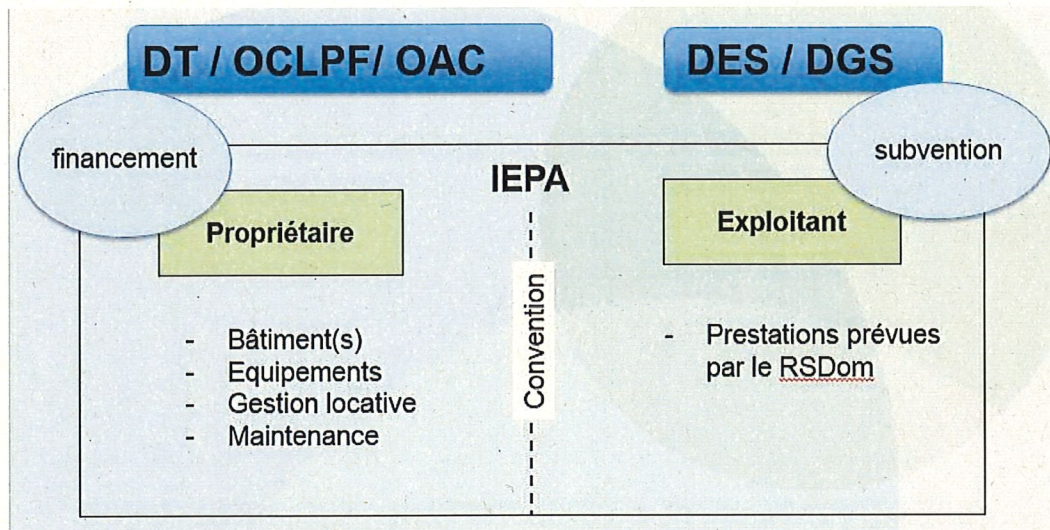 DT / OCLPF/ OAC
DES / DGS
financement
subvention
IEPA
Propriétaire
Exploitant
Convention
- Bâtiment(s)
- Equipements
- Gestion locative
- Maintenance
- Prestations prévues
par le RSDom